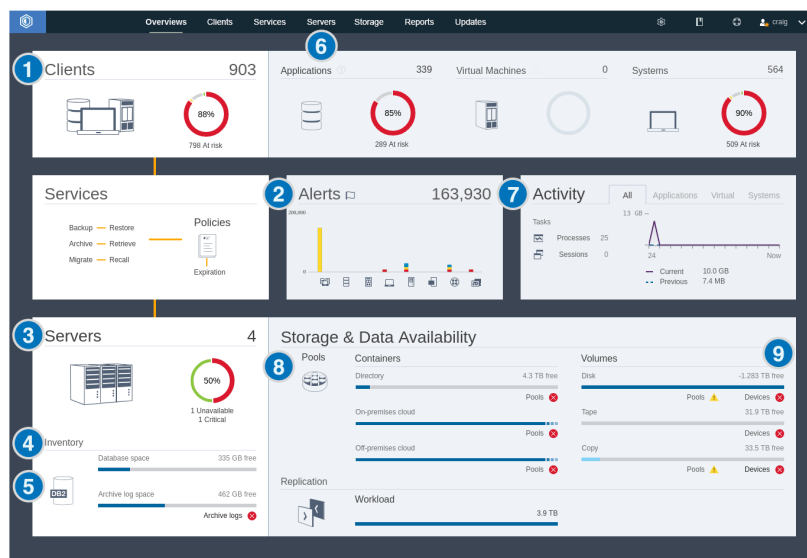 Overviews Clients Services Servers Storage Reports Updates craig
6
1 Clients 903
Applications 339 Virtual Machines 0 Systems 564
88%
85%
90%
798 At risk
289 At risk
509 At risk
Services
Policies
Backup — Restore
Archive — Retrieve
Migrate — Recall
Expiration
2 Alerts 163,930
200,000
0
7 Activity All Applications Virtual Systems
13 GB
Tasks
Processes 25
Sessions 0
24 Now
Current 10.0 GB
Previous 7.4 MB
3 Servers 4
50%
1 Unavailable
1 Critical
4 Inventory
Database space 335 GB free
5 DB2
Archive log space 462 GB free
Archive logs
Storage & Data Availability
8 Pools Containers
Directory 4.3 TB free
Pools
On-premises cloud
Pools
Off-premises cloud
Pools
Volumes 9
Disk -1.283 TB free
Pools Devices
Tape 31.9 TB free
Devices
Copy 33.5 TB free
Pools Devices
Replication
Workload
3.9 TB